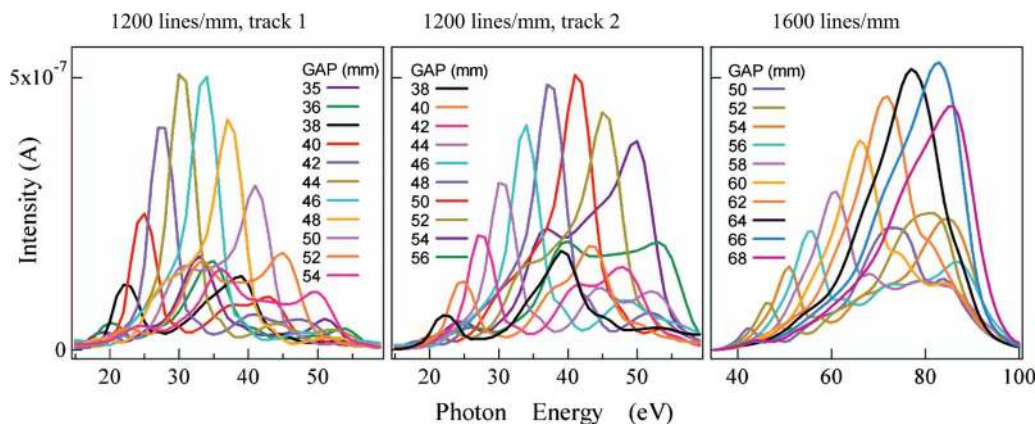 1200 lines/mm, track 1
1200 lines/mm, track 2
1600 lines/mm
Intensity (A)
5x10-7
0
GAP (mm)
35
36
38
40
42
44
46
48
50
52
54
20 30 40 50
GAP (mm)
38
40
42
44
46
48
50
52
54
56
20 30 40 50
GAP (mm)
50
52
54
56
58
60
62
64
66
68
40 60 80 100
Photon Energy (eV)